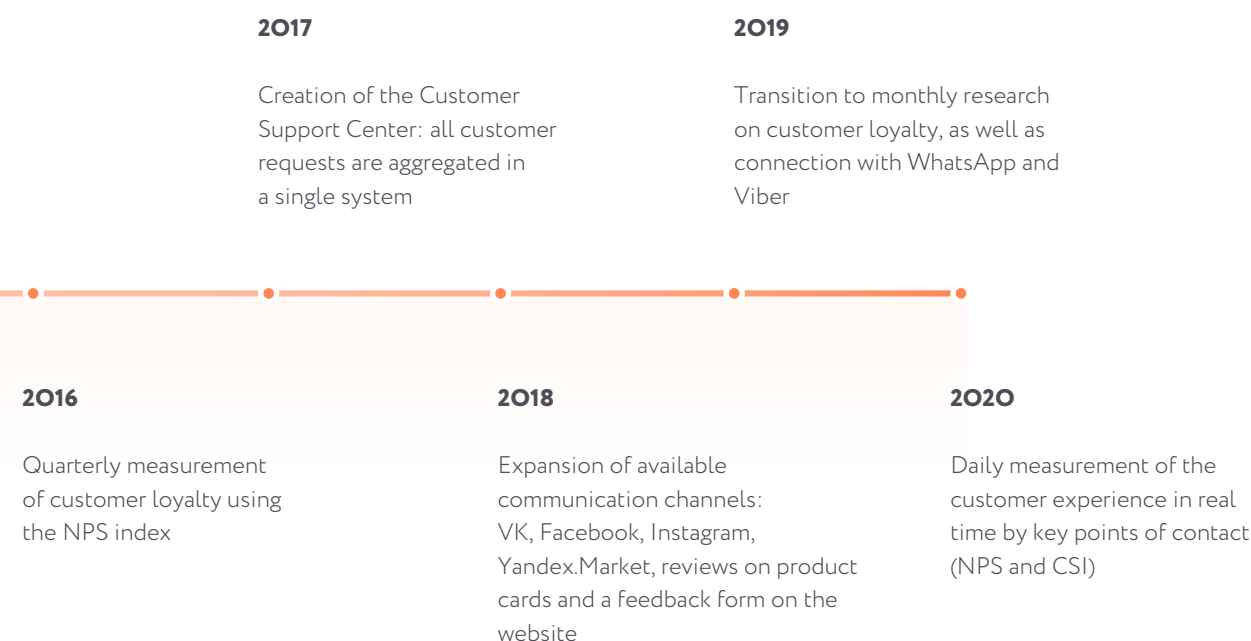 2017
Creation of the Customer
Support Center: all customer
requests are aggregated in
a single system
2019
Transition to monthly research
on customer loyalty, as well as
connection with WhatsApp and
Viber
2016
Quarterly measurement
of customer loyalty using
the NPS index
2018
Expansion of available
communication channels:
VK, Facebook, Instagram,
Yandex.Market, reviews on product
cards and a feedback form on the
website
2020
Daily measurement of the
customer experience in real
time by key points of contact
(NPS and CSI)